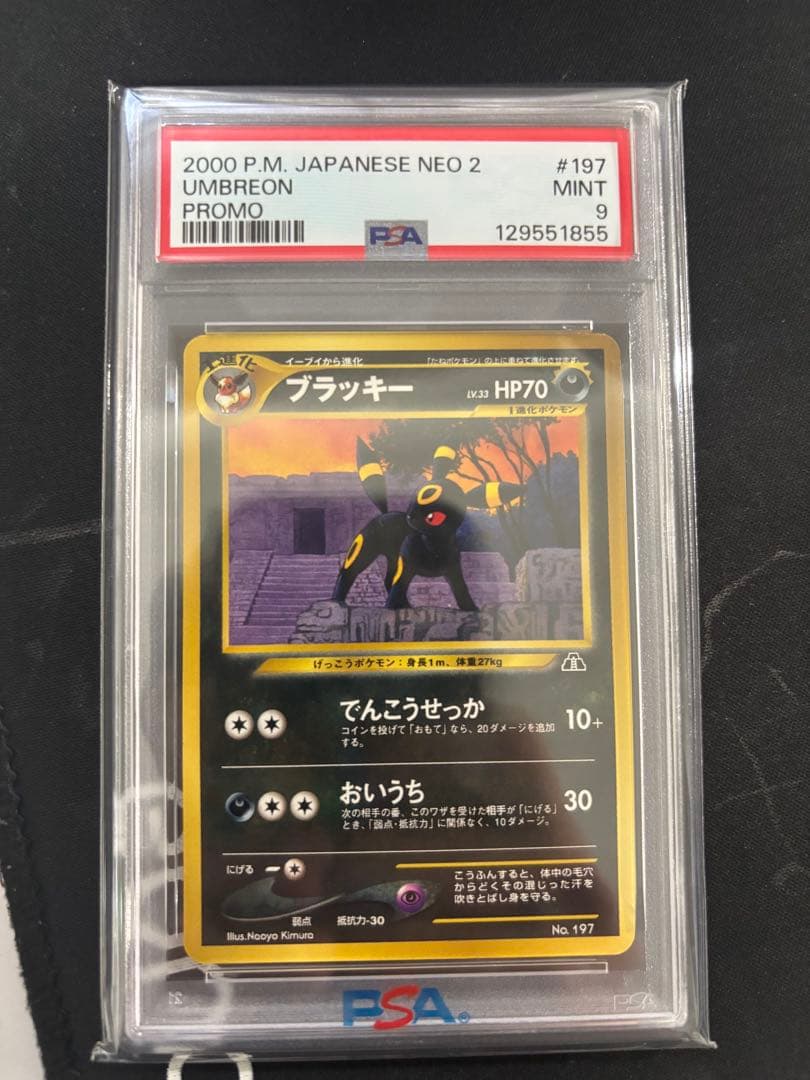 2000 P.M. JAPANESE NEO 2 #197
UMBREON MINT
PROMO 9
PSA 129551855
1進化
イーブイから進化 「たねポケモン」の上に重ねて進化させます。
ブラッキー LV.33 HP70
1進化ポケモン
げっこうポケモン:身長1m、体重27kg
でんこうせっか 10+
コインを投げて「おもて」なら、20ダメージを追加
する。
おいうち 30
次の相手の番、このワザを受けた相手が「にげる」
とき、「弱点・抵抗力」に関係なく、10ダメージ。
にげる
こうふんすると、体中の毛穴
からどくその混じった汗を
吹きとばし身を守る。
弱点 抵抗力-30
Illus.Naoyo Kimura No. 197
PSA®